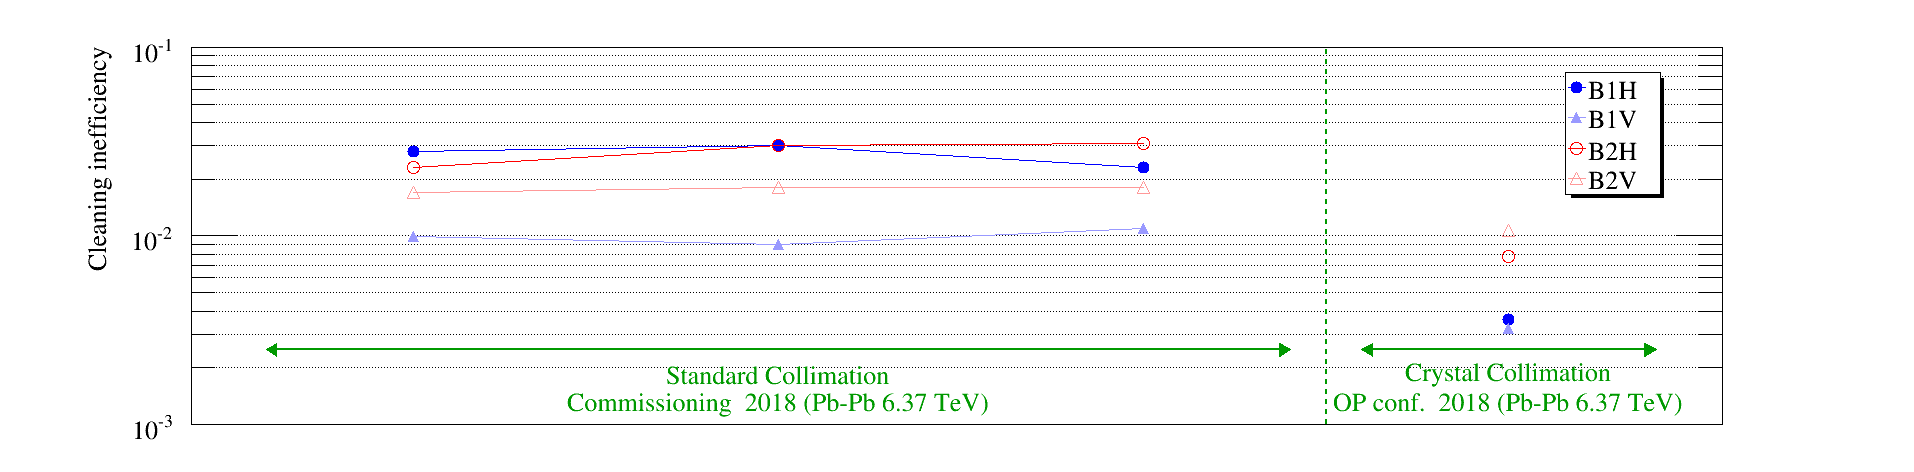 Cleaning inefficiency
10-1
10-2
10-3
B1H
B1V
B2H
B2V
Standard Collimation
Commissioning 2018 (Pb-Pb 6.37 TeV)
Crystal Collimation
OP conf. 2018 (Pb-Pb 6.37 TeV)